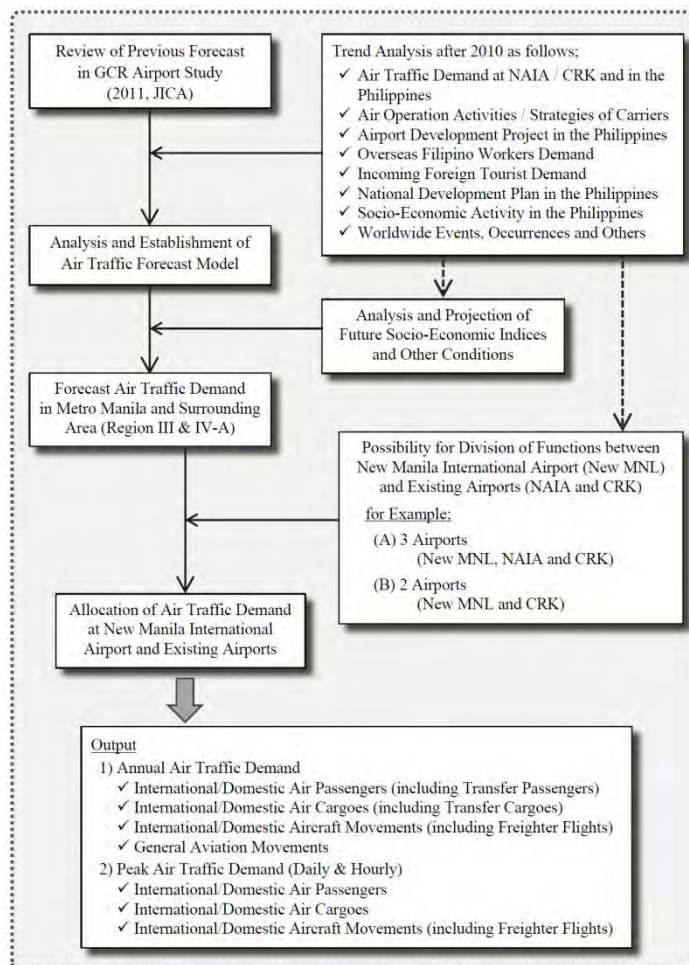 Review of Previous Forecast
in GCR Airport Study
(2011, JICA)
Trend Analysis after 2010 as follows;
✓ Air Traffic Demand at NAIA / CRK and in the
Philippines
✓ Air Operation Activities / Strategies of Carriers
✓ Airport Development Project in the Philippines
✓ Overseas Filipino Workers Demand
✓ Incoming Foreign Tourist Demand
✓ National Development Plan in the Philippines
✓ Socio-Economic Activity in the Philippines
✓ Worldwide Events, Occurrences and Others
Analysis and Establishment of
Air Traffic Forecast Model
Analysis and Projection of
Future Socio-Economic Indices
and Other Conditions
Forecast Air Traffic Demand
in Metro Manila and Surrounding
Area (Region III & IV-A)
Possibility for Division of Functions between
New Manila International Airport (New MNL)
and Existing Airports (NAIA and CRK)
for Example;
(A) 3 Airports
(New MNL, NAIA and CRK)
(B) 2 Airports
(New MNL and CRK)
Allocation of Air Traffic Demand
at New Manila International
Airport and Existing Airports
Output
1) Annual Air Traffic Demand
✓ International/Domestic Air Passengers (including Transfer Passengers)
✓ International/Domestic Air Cargoes (including Transfer Cargoes)
✓ International/Domestic Aircraft Movements (including Freighter Flights)
✓ General Aviation Movements
2) Peak Air Traffic Demand (Daily & Hourly)
✓ International/Domestic Air Passengers
✓ International/Domestic Air Cargoes
✓ International/Domestic Aircraft Movements (including Freighter Flights)